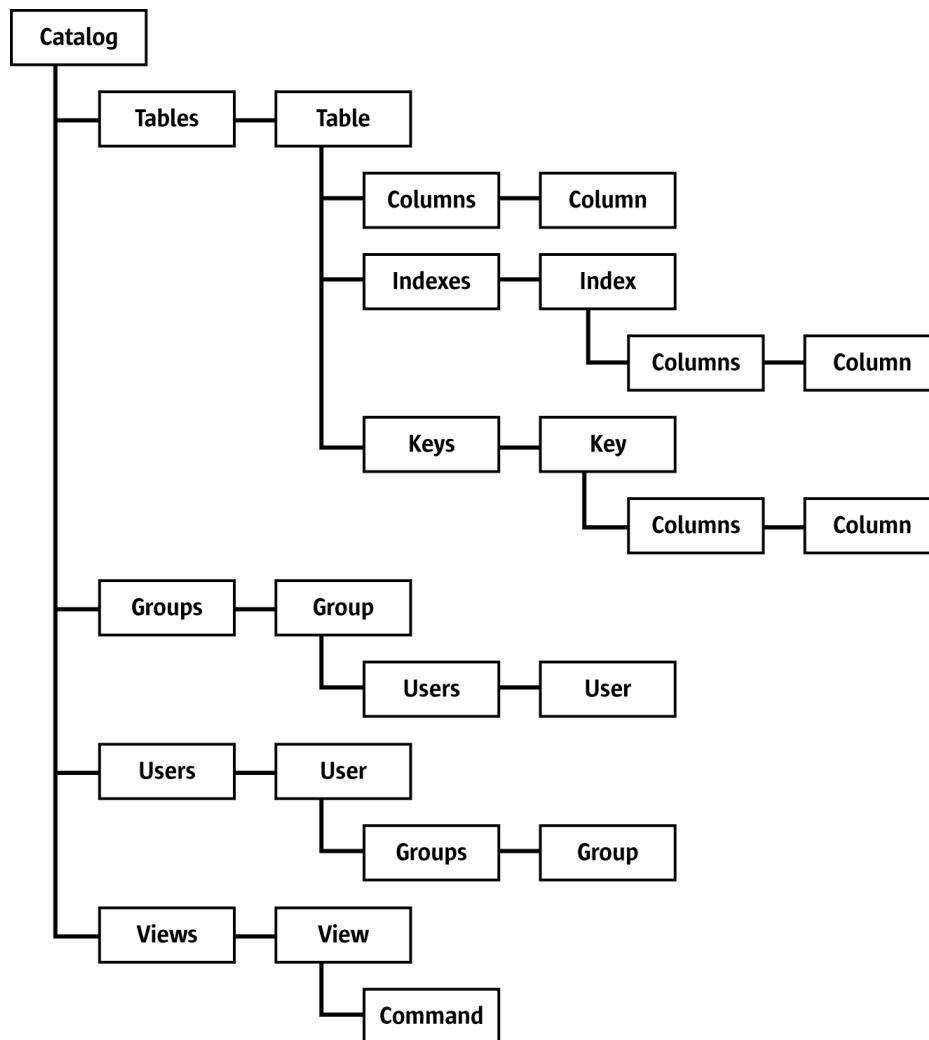 Catalog
Tables
Table
Columns
Column
Indexes
Index
Columns
Column
Keys
Key
Columns
Column
Groups
Group
Users
User
Users
User
Groups
Group
Views
View
Command